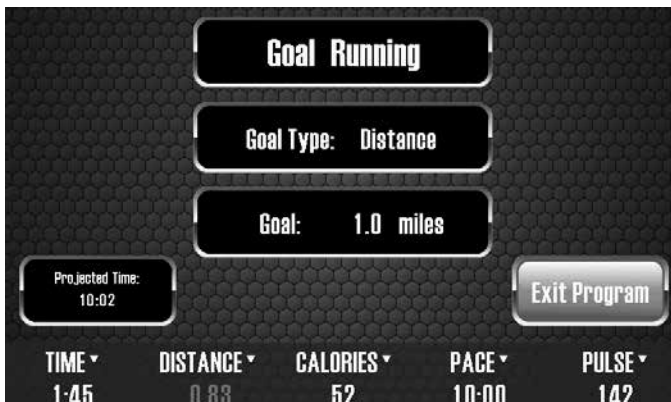 Goal Running
Goal Type: Distance
Goal: 1.0 miles
Projected Time:
10:02
Exit Program
TIME ▾ DISTANCE ▾ CALORIES ▾ PACE ▾ PULSE ▾
1:45 0.83 52 10:00 142